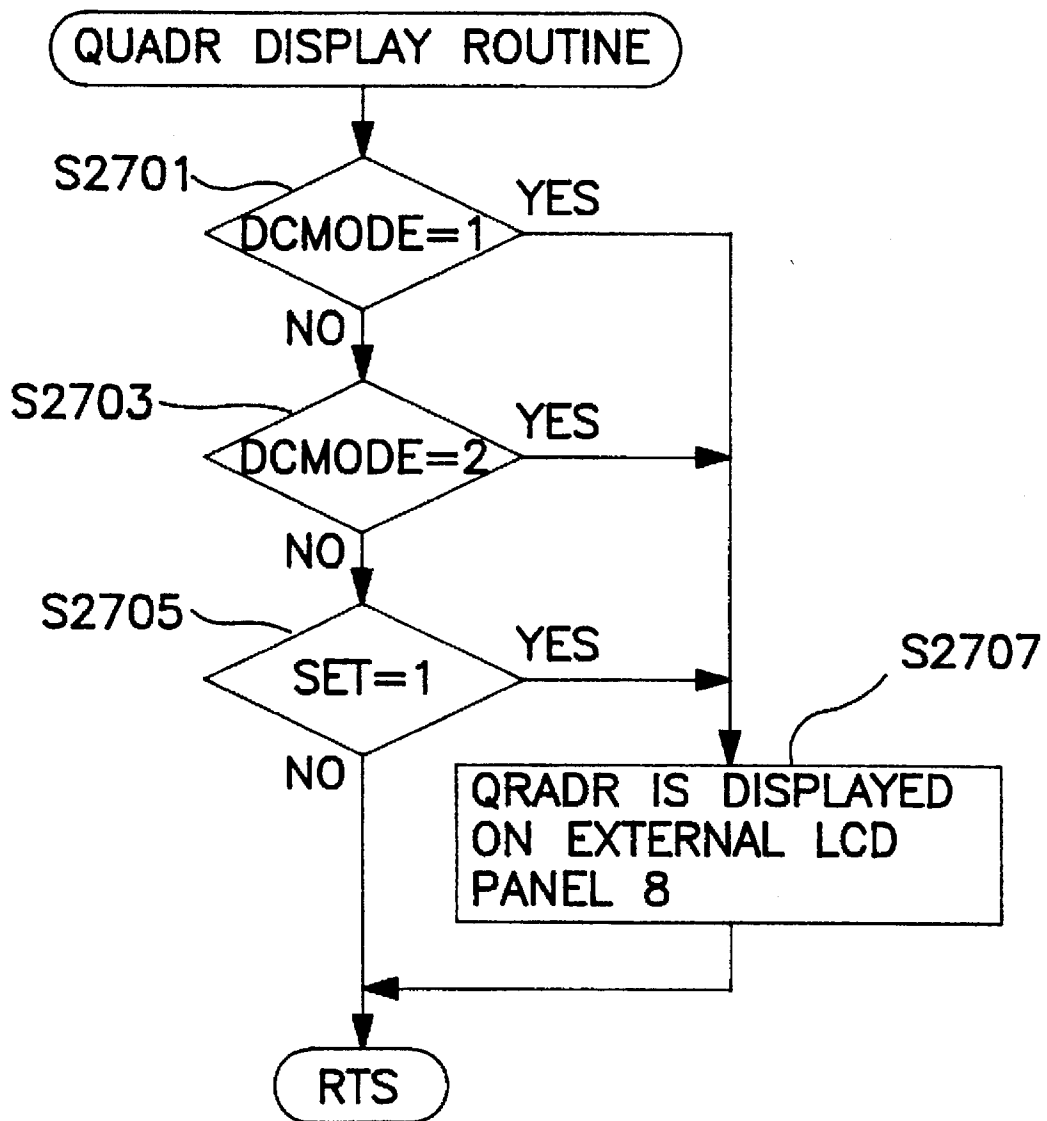 QUADR DISPLAY ROUTINE
S2701
DCMODE=1
YES
NO
S2703
DCMODE=2
YES
NO
S2705
SET=1
YES
NO
S2707
QRADR IS DISPLAYED
ON EXTERNAL LCD
PANEL 8
RTS